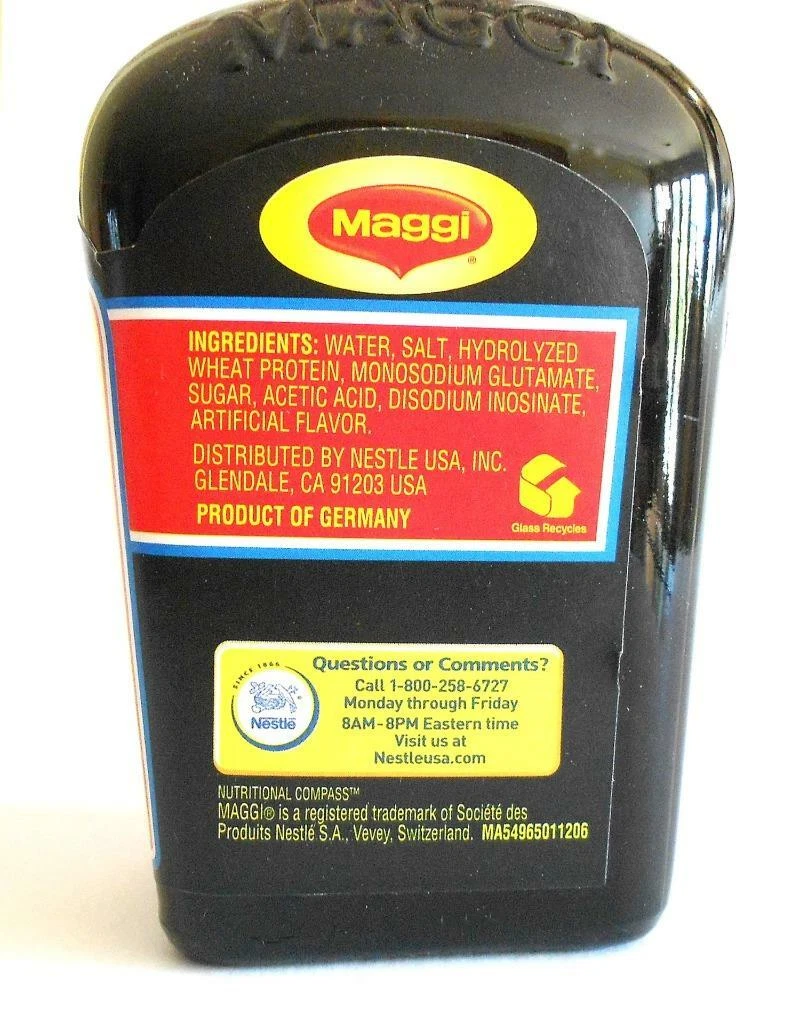 MAGGI
Maggi
®
INGREDIENTS: WATER, SALT, HYDROLYZED
WHEAT PROTEIN, MONOSODIUM GLUTAMATE,
SUGAR, ACETIC ACID, DISODIUM INOSINATE,
ARTIFICIAL FLAVOR.
DISTRIBUTED BY NESTLE USA, INC.
GLENDALE, CA 91203 USA
PRODUCT OF GERMANY
Glass Recycles
SINCE 1866
Nestlé
®
Questions or Comments?
Call 1-800-258-6727
Monday through Friday
8AM-8PM Eastern time
Visit us at
Nestleusa.com
NUTRITIONAL COMPASS™
MAGGI® is a registered trademark of Société des
Produits Nestlé S.A., Vevey, Switzerland. MA54965011206